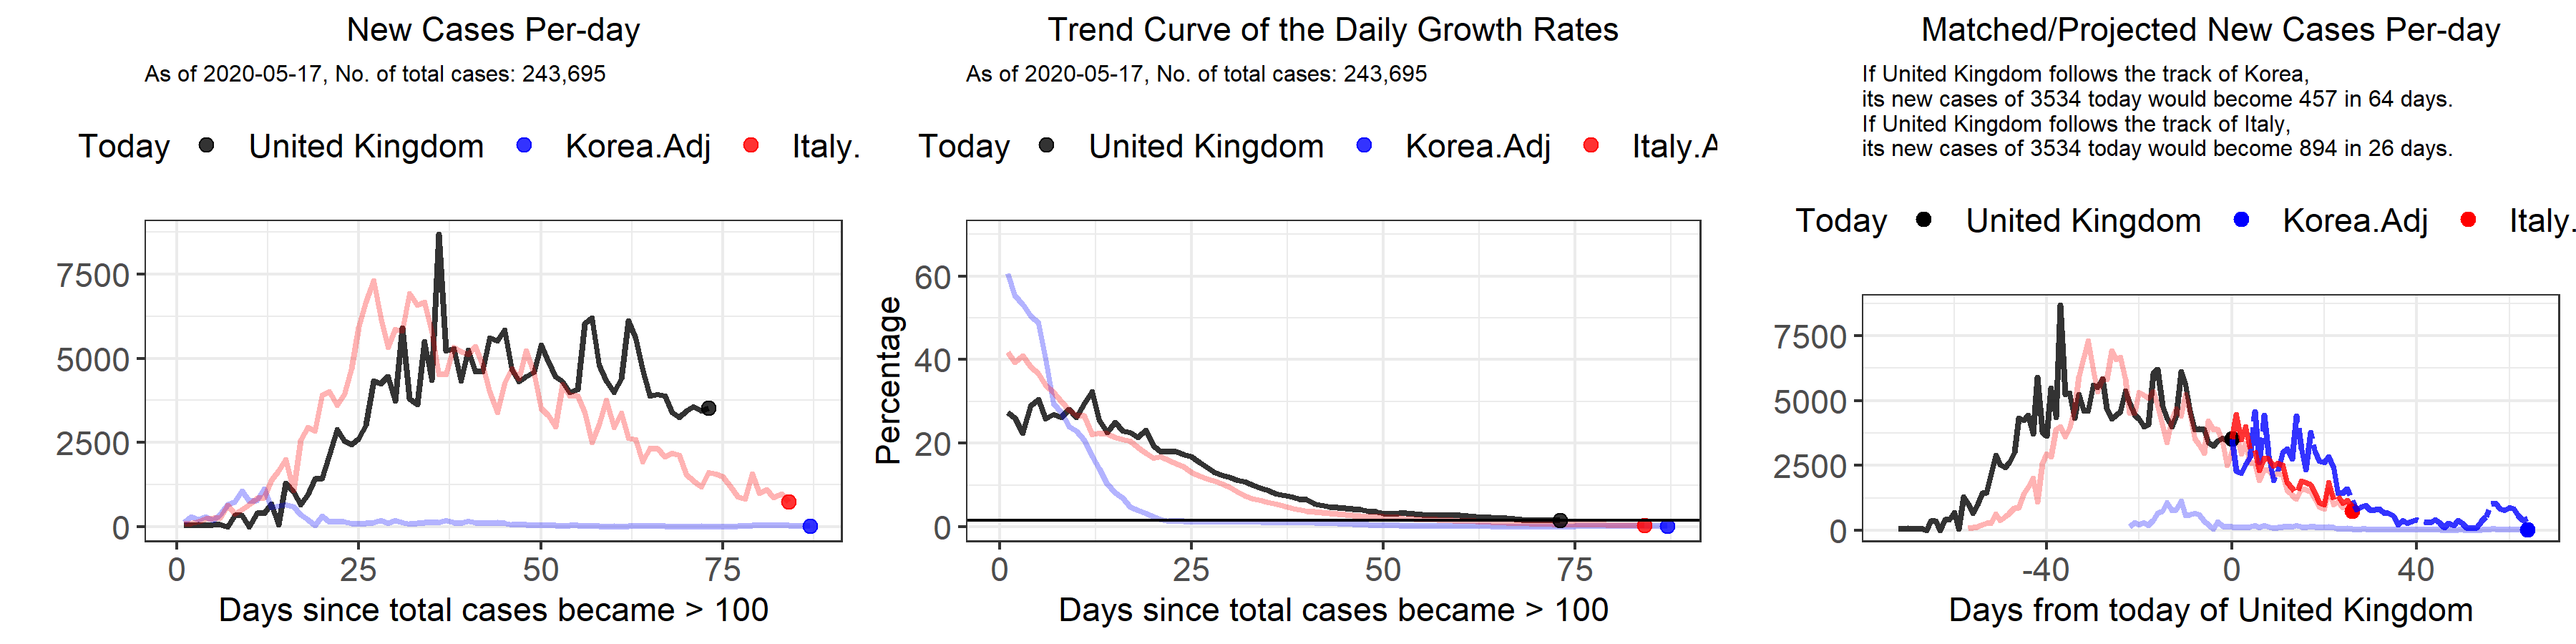 New Cases Per-day
As of 2020-05-17, No. of total cases: 243,695
Today United Kingdom Korea.Adj Italy.
7500
5000
2500
0
0 25 50 75
Days since total cases became > 100
Trend Curve of the Daily Growth Rates
As of 2020-05-17, No. of total cases: 243,695
Today United Kingdom Korea.Adj Italy.A
Percentage
60
40
20
0
0 25 50 75
Days since total cases became > 100
Matched/Projected New Cases Per-day
If United Kingdom follows the track of Korea,
its new cases of 3534 today would become 457 in 64 days.
If United Kingdom follows the track of Italy,
its new cases of 3534 today would become 894 in 26 days.
Today United Kingdom Korea.Adj Italy.
7500
5000
2500
0
-40 0 40
Days from today of United Kingdom